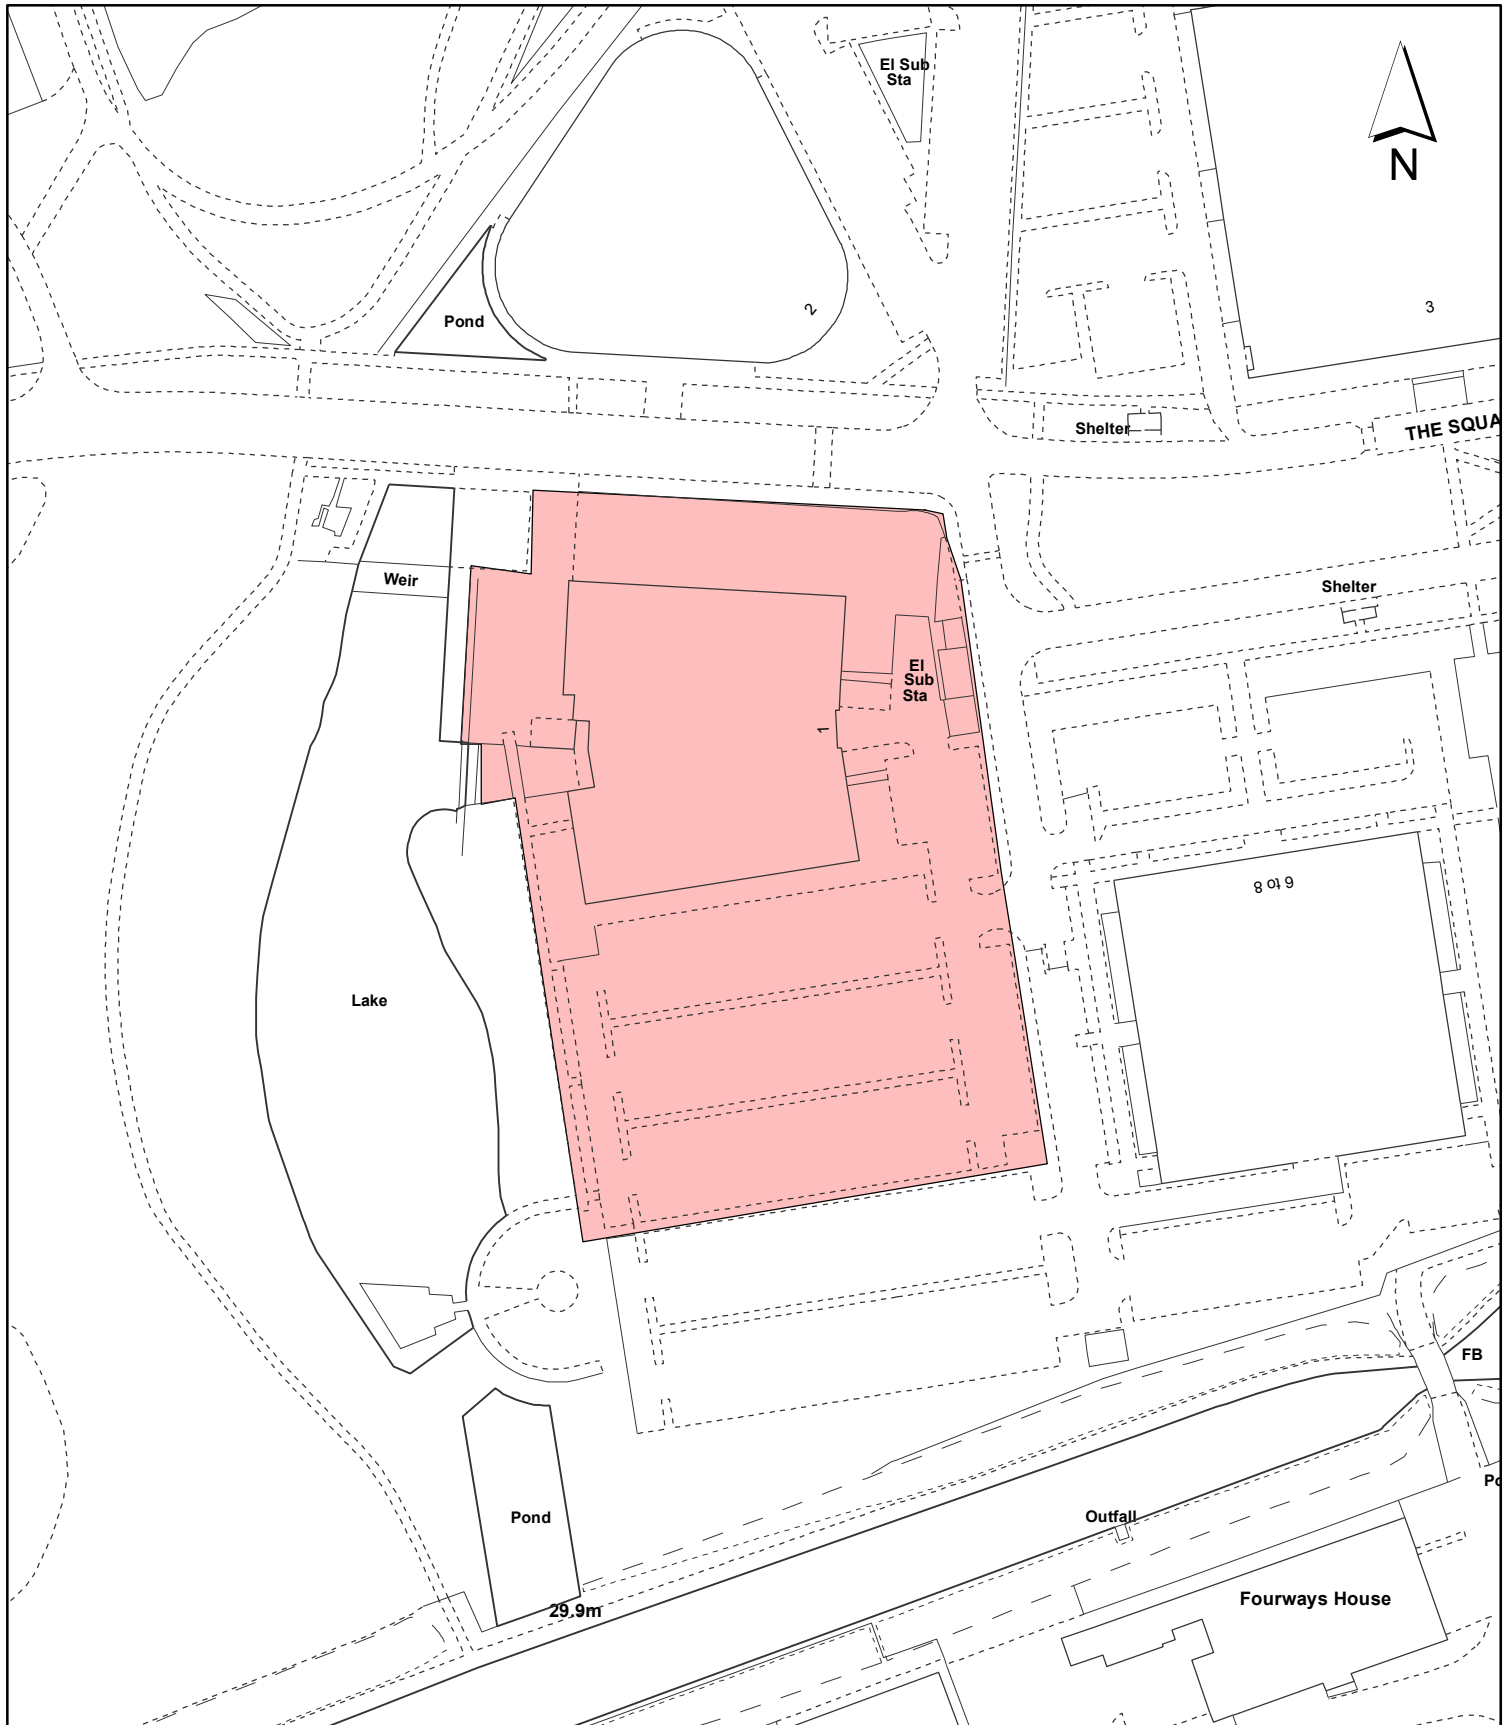 El Sub
Sta
N
Pond
2
3
Shelter
THE SQUA
Weir
Shelter
El
Sub
Sta
1
6 to 8
Lake
FB
Po
Pond
Outfall
29.9m
Fourways House